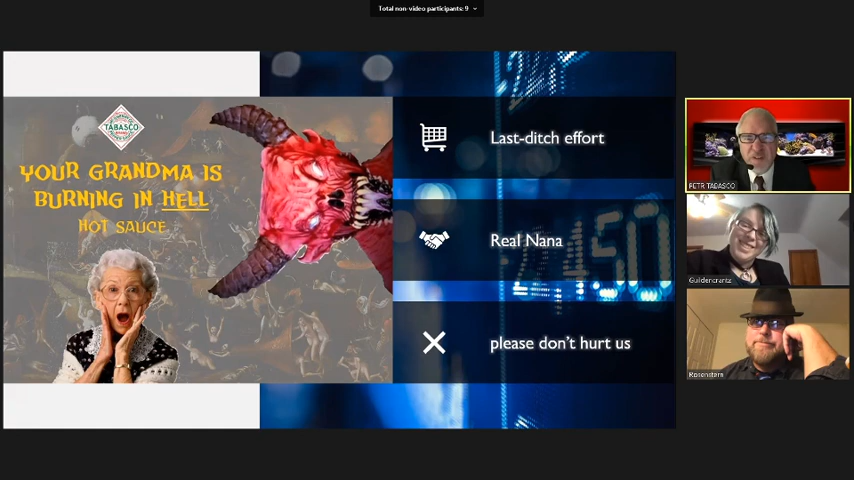 Total non-video participants: 9
TABASCO
YOUR GRANDMA IS
BURNING IN HELL
HOT SAUCE
Last-ditch effort
Real Nana
21450
please don't hurt us
PETR TABASCO
Guildencrantz
Rosenstern